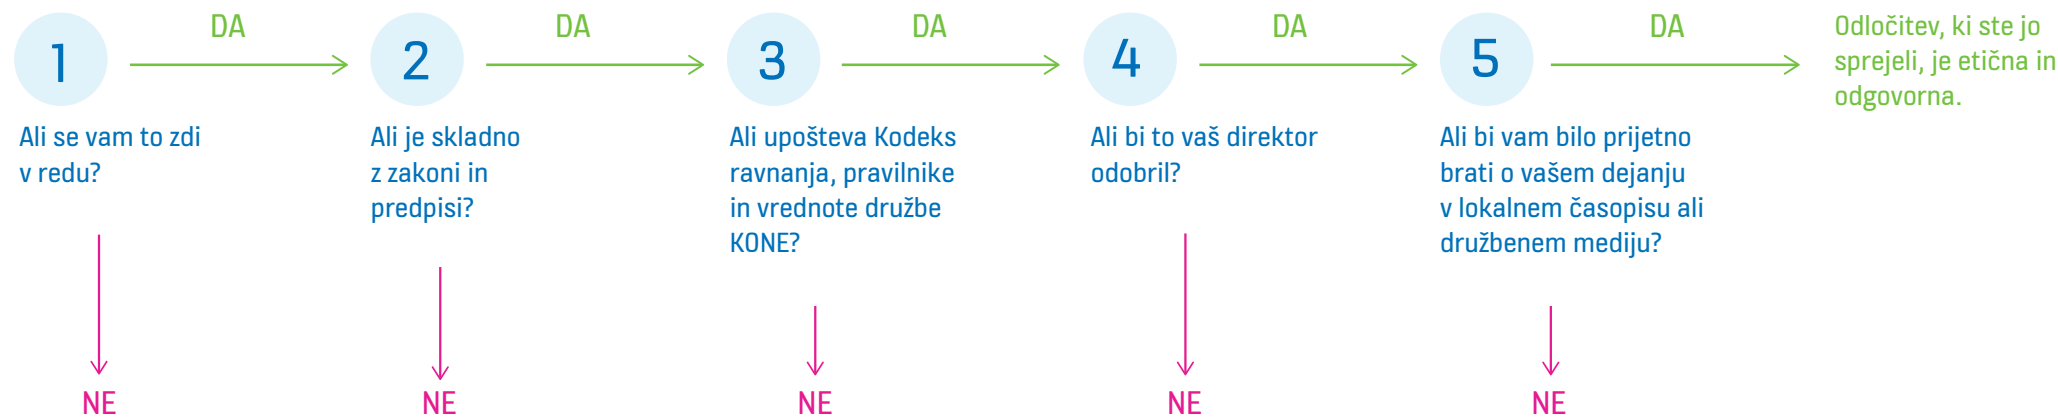 1
DA
2
DA
3
DA
4
DA
5
DA
Odločitev, ki ste jo
sprejeli, je etična in
odgovorna.
Ali se vam to zdi
v redu?
Ali je skladno
z zakoni in
predpisi?
Ali upošteva Kodeks
ravnanja, pravilnike
in vrednote družbe
KONE?
Ali bi to vaš direktor
odobril?
Ali bi vam bilo prijetno
brati o vašem dejanju
v lokalnem časopisu ali
družbenem mediju?
NE
NE
NE
NE
NE